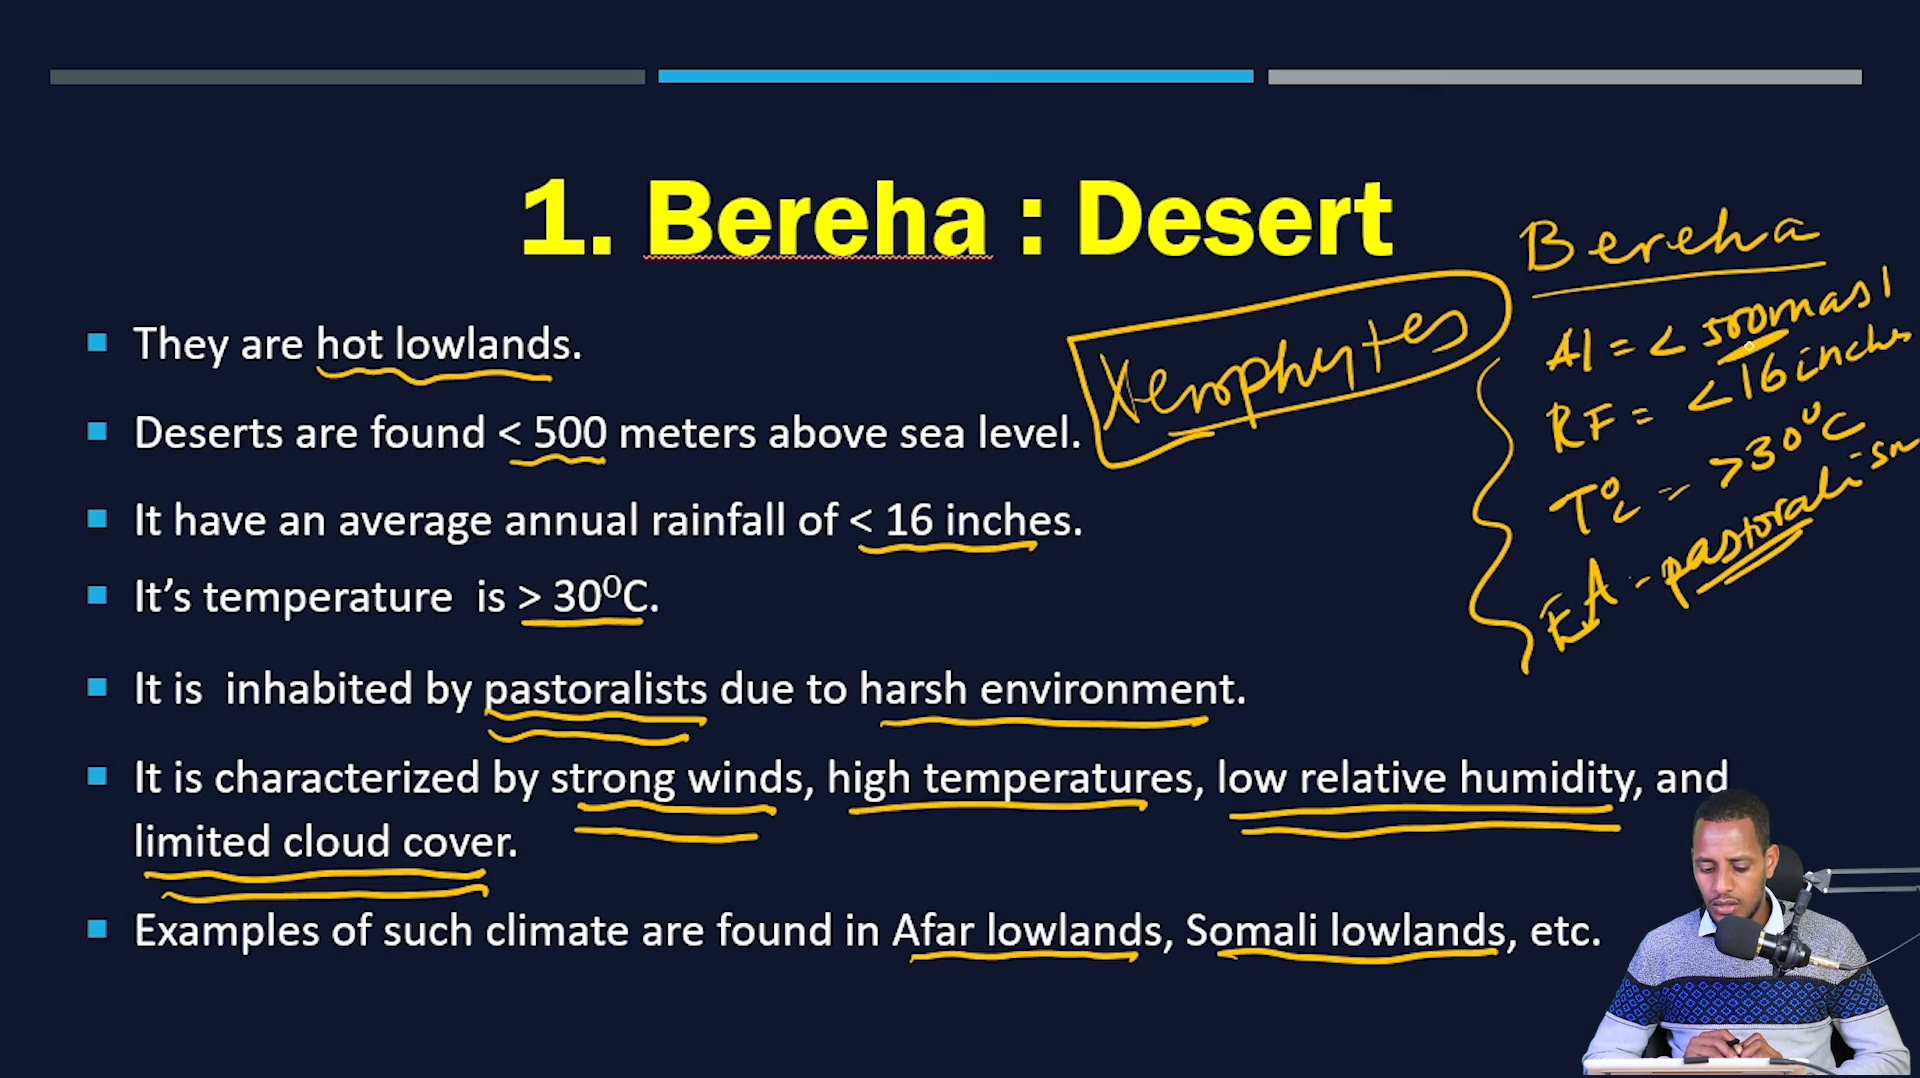 1. Bereha : Desert
They are hot lowlands.
Deserts are found < 500 meters above sea level.
It have an average annual rainfall of < 16 inches.
It's temperature is > 30⁰C.
It is inhabited by pastoralists due to harsh environment.
It is characterized by strong winds, high temperatures, low relative humidity, and
limited cloud cover.
Examples of such climate are found in Afar lowlands, Somali lowlands, etc.
Xerophytes
Bereha
Al = < 500masl
RF = < 16 inches
T⁰c = >30⁰C
EA - pastoralism